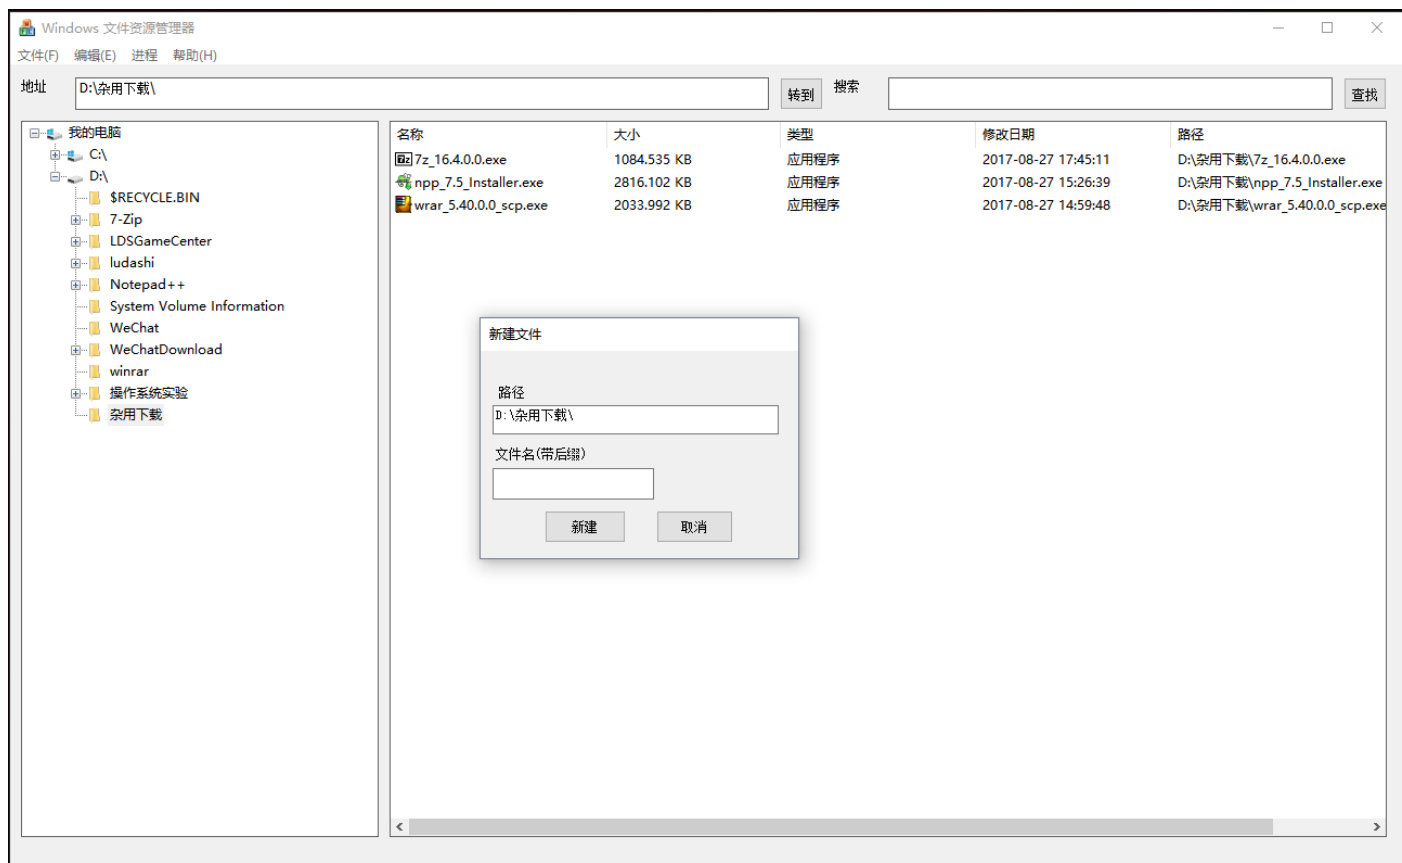 Windows 文件资源管理器
文件(F) 编辑(E) 进程 帮助(H)
地址 D:\杂用下载\ 转到 搜索 查找
我的电脑
C:\
D:\
$RECYCLE.BIN
7-Zip
LDSGameCenter
ludashi
Notepad++
System Volume Information
WeChat
WeChatDownload
winrar
操作系统实验
杂用下载
名称 大小 类型 修改日期 路径
7z_16.4.0.0.exe 1084.535 KB 应用程序 2017-08-27 17:45:11 D:\杂用下载\7z_16.4.0.0.exe
npp_7.5_Installer.exe 2816.102 KB 应用程序 2017-08-27 15:26:39 D:\杂用下载\npp_7.5_Installer.exe
wrar_5.40.0.0_scp.exe 2033.992 KB 应用程序 2017-08-27 14:59:48 D:\杂用下载\wrar_5.40.0.0_scp.exe
新建文件
路径
D:\杂用下载\
文件名(带后缀)
新建 取消